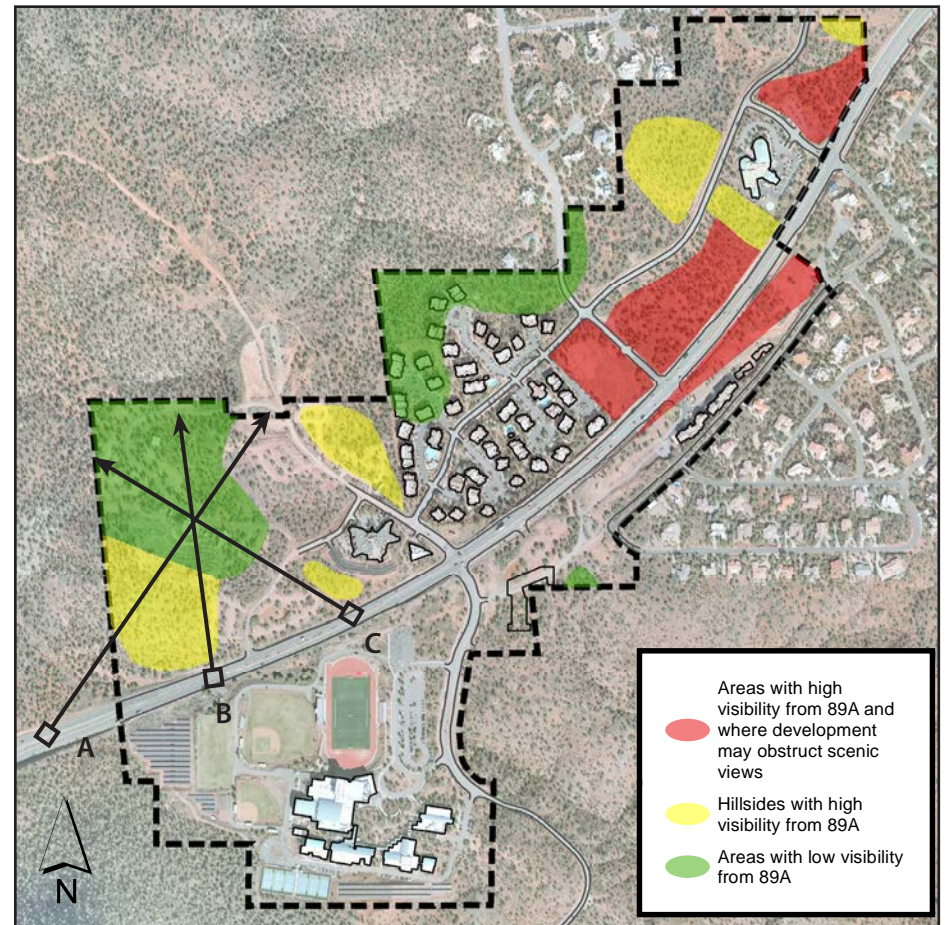 A
B
C
N
Areas with high
visibility from 89A and
where development
may obstruct scenic
views
Hillsides with high
visibility from 89A
Areas with low visibility
from 89A